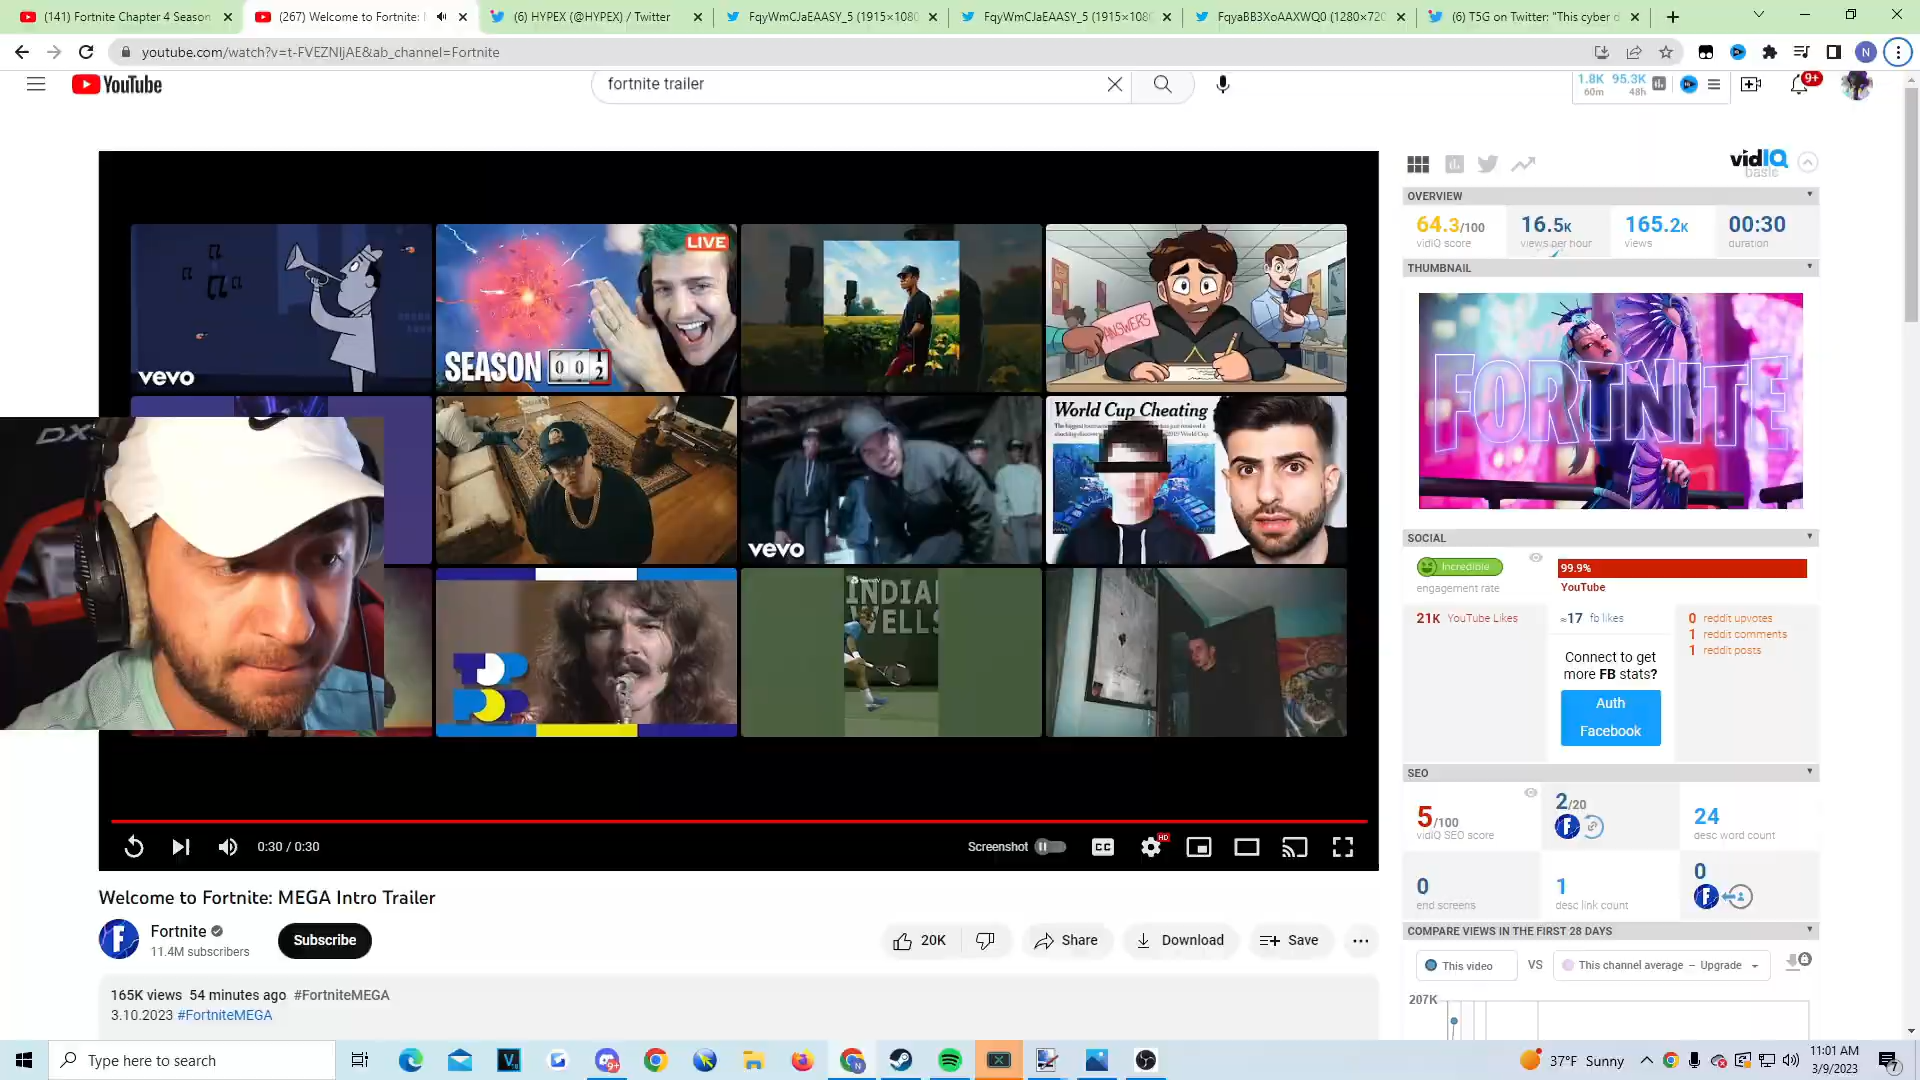 (141) Fortnite Chapter 4 Season
(267) Welcome to Fortnite:
(6) HYPEX (@HYPEX) / Twitter
FqyWmCJaEAASY_5 (1915×1080
FqyWmCJaEAASY_5 (1915×1080
FqyaBB3XoAAXWQ0 (1280×720
(6) T5G on Twitter: "This cyber d
youtube.com/watch?v=t-FVEZNIjAE&ab_channel=Fortnite
N
YouTube
fortnite trailer
1.8K 95.3K
60m 48h
9+
vevo
LIVE
SEASON 002
ANSWERS
DX
vevo
World Cup Cheating
TOP
POP
INDIAN
WELLS
0:30 / 0:30
Screenshot
CC
HD
Welcome to Fortnite: MEGA Intro Trailer
Fortnite
11.4M subscribers
Subscribe
20K
Share
Download
Save
165K views 54 minutes ago #FortniteMEGA
3.10.2023 #FortniteMEGA
vidIQ
basic
OVERVIEW
64.3/100
vidIQ score
16.5K
views per hour
165.2K
views
00:30
duration
THUMBNAIL
FORTNITE
SOCIAL
Incredible
engagement rate
99.9%
YouTube
21K YouTube Likes
≈17 fb likes
Connect to get
more FB stats?
Auth
Facebook
0 reddit upvotes
1 reddit comments
1 reddit posts
SEO
5/100
vidIQ SEO score
2/20
24
desc word count
0
end screens
1
desc link count
0
COMPARE VIEWS IN THE FIRST 28 DAYS
This video
VS
This channel average – Upgrade
207K
Type here to search
37°F Sunny
11:01 AM
3/9/2023
7